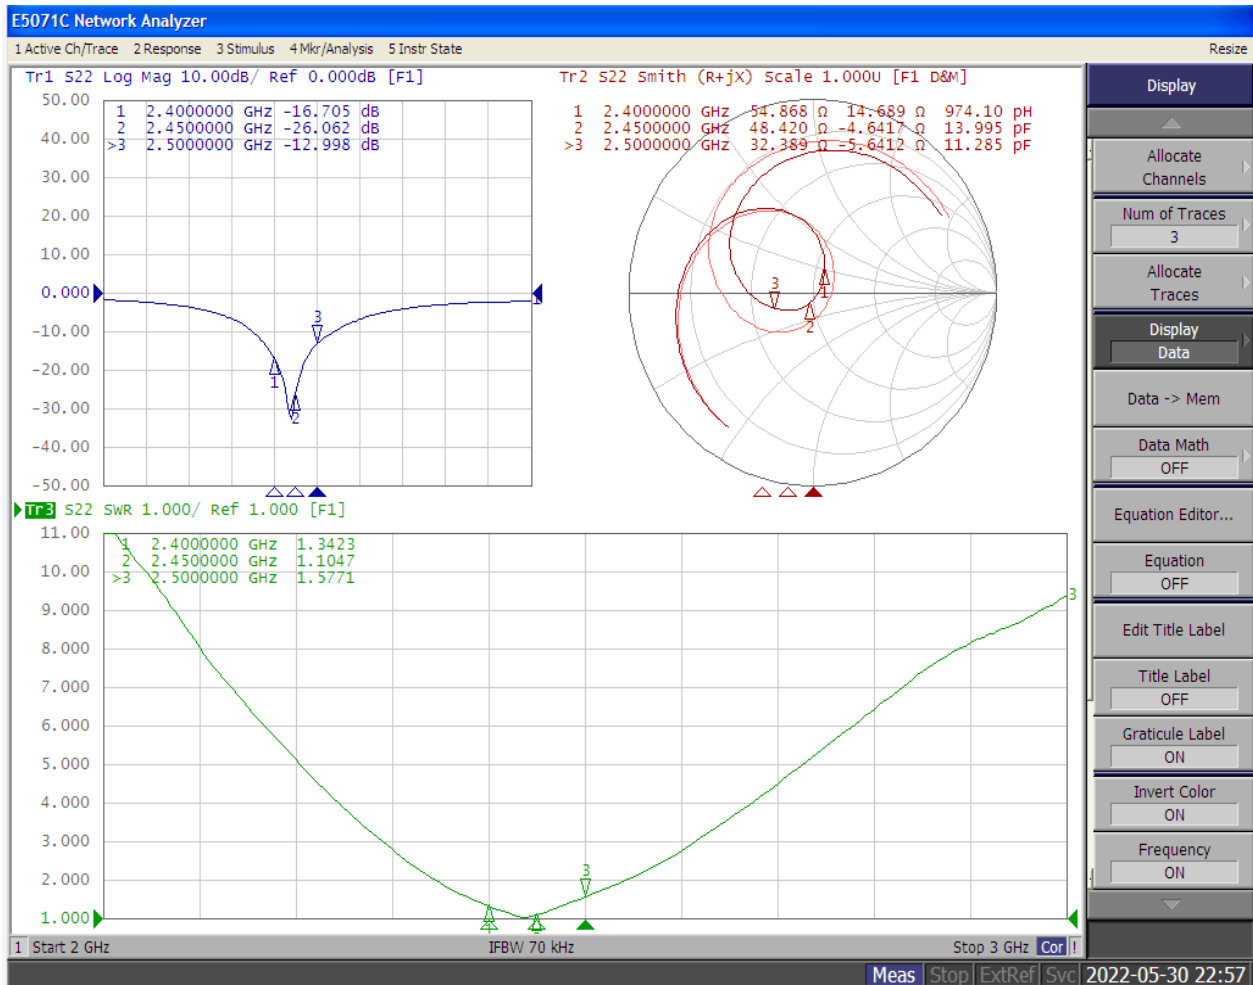 E5071C Network Analyzer
1 Active Ch/Trace 2 Response 3 Stimulus 4 Mkr/Analysis 5 Instr State Resize
Tr1 S22 Log Mag 10.00dB/ Ref 0.000dB [F1]
50.00
40.00
30.00
20.00
10.00
0.000
-10.00
-20.00
-30.00
-40.00
-50.00
1 2.4000000 GHz -16.705 dB
2 2.4500000 GHz -26.062 dB
>3 2.5000000 GHz -12.998 dB
1
2
3
1
Tr2 S22 Smith (R+jX) Scale 1.000U [F1 D&M]
1 2.4000000 GHz 54.868 Ω 14.689 Ω 974.10 pH
2 2.4500000 GHz 48.420 Ω -4.6417 Ω 13.995 pF
>3 2.5000000 GHz 32.389 Ω -5.6412 Ω 11.285 pF
3
1
2
Tr3 S22 SWR 1.000/ Ref 1.000 [F1]
11.00
10.00
9.000
8.000
7.000
6.000
5.000
4.000
3.000
2.000
1.000
1 2.4000000 GHz 1.3423
2 2.4500000 GHz 1.1047
>3 2.5000000 GHz 1.5771
3
3
1
2
1 Start 2 GHz IFBW 70 kHz Stop 3 GHz Cor !
Display
Allocate
Channels
Num of Traces
3
Allocate
Traces
Display
Data
Data -> Mem
Data Math
OFF
Equation Editor...
Equation
OFF
Edit Title Label
Title Label
OFF
Graticule Label
ON
Invert Color
ON
Frequency
ON
Meas Stop ExtRef Svc 2022-05-30 22:57